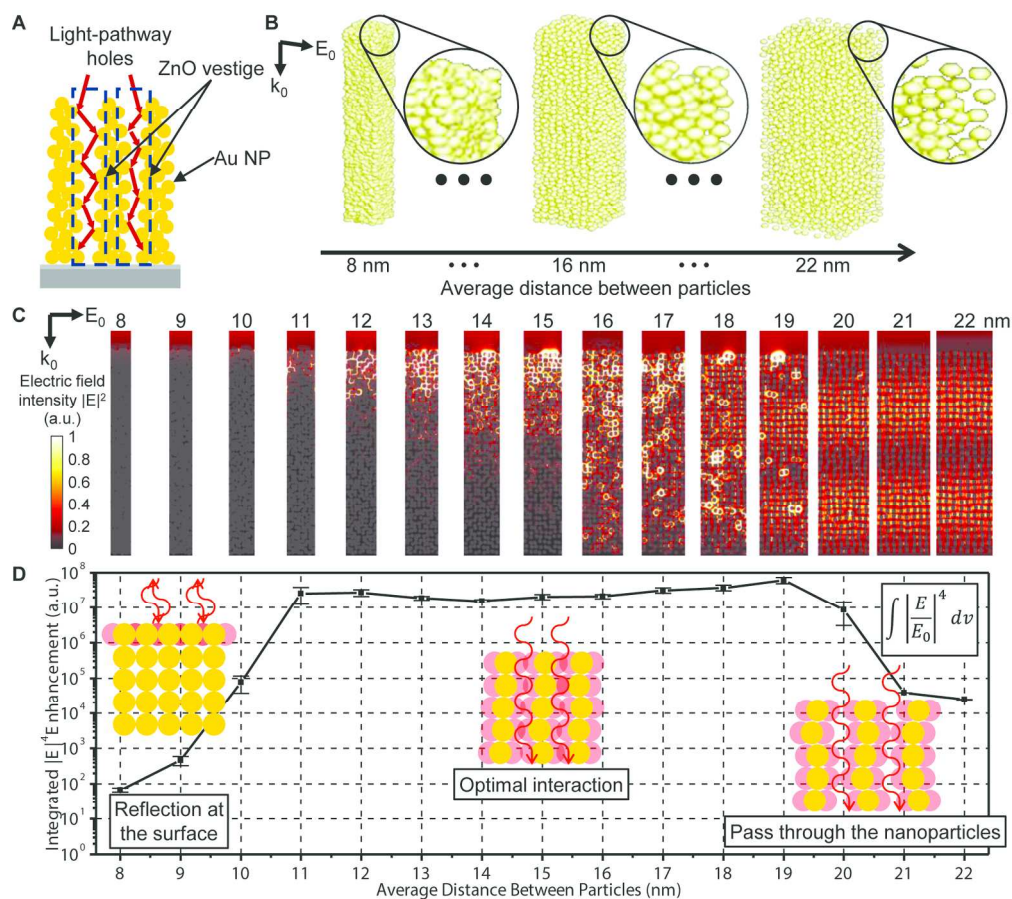 A
Light-pathway
holes
ZnO vestige
Au NP
B
E0
k0
8 nm
16 nm
22 nm
Average distance between particles
C
E0
k0
8 9 10 11 12 13 14 15 16 17 18 19 20 21 22 nm
Electric field
intensity |E|²
(a.u.)
1
0.8
0.6
0.4
0.2
0
D
Integrated |E|⁴Enhancement (a.u.)
10⁸
10⁷
10⁶
10⁵
10⁴
10³
10²
10¹
10⁰
∫ |E/E₀|⁴ dv
Reflection at
the surface
Optimal interaction
Pass through the nanoparticles
8 9 10 11 12 13 14 15 16 17 18 19 20 21 22
Average Distance Between Particles (nm)